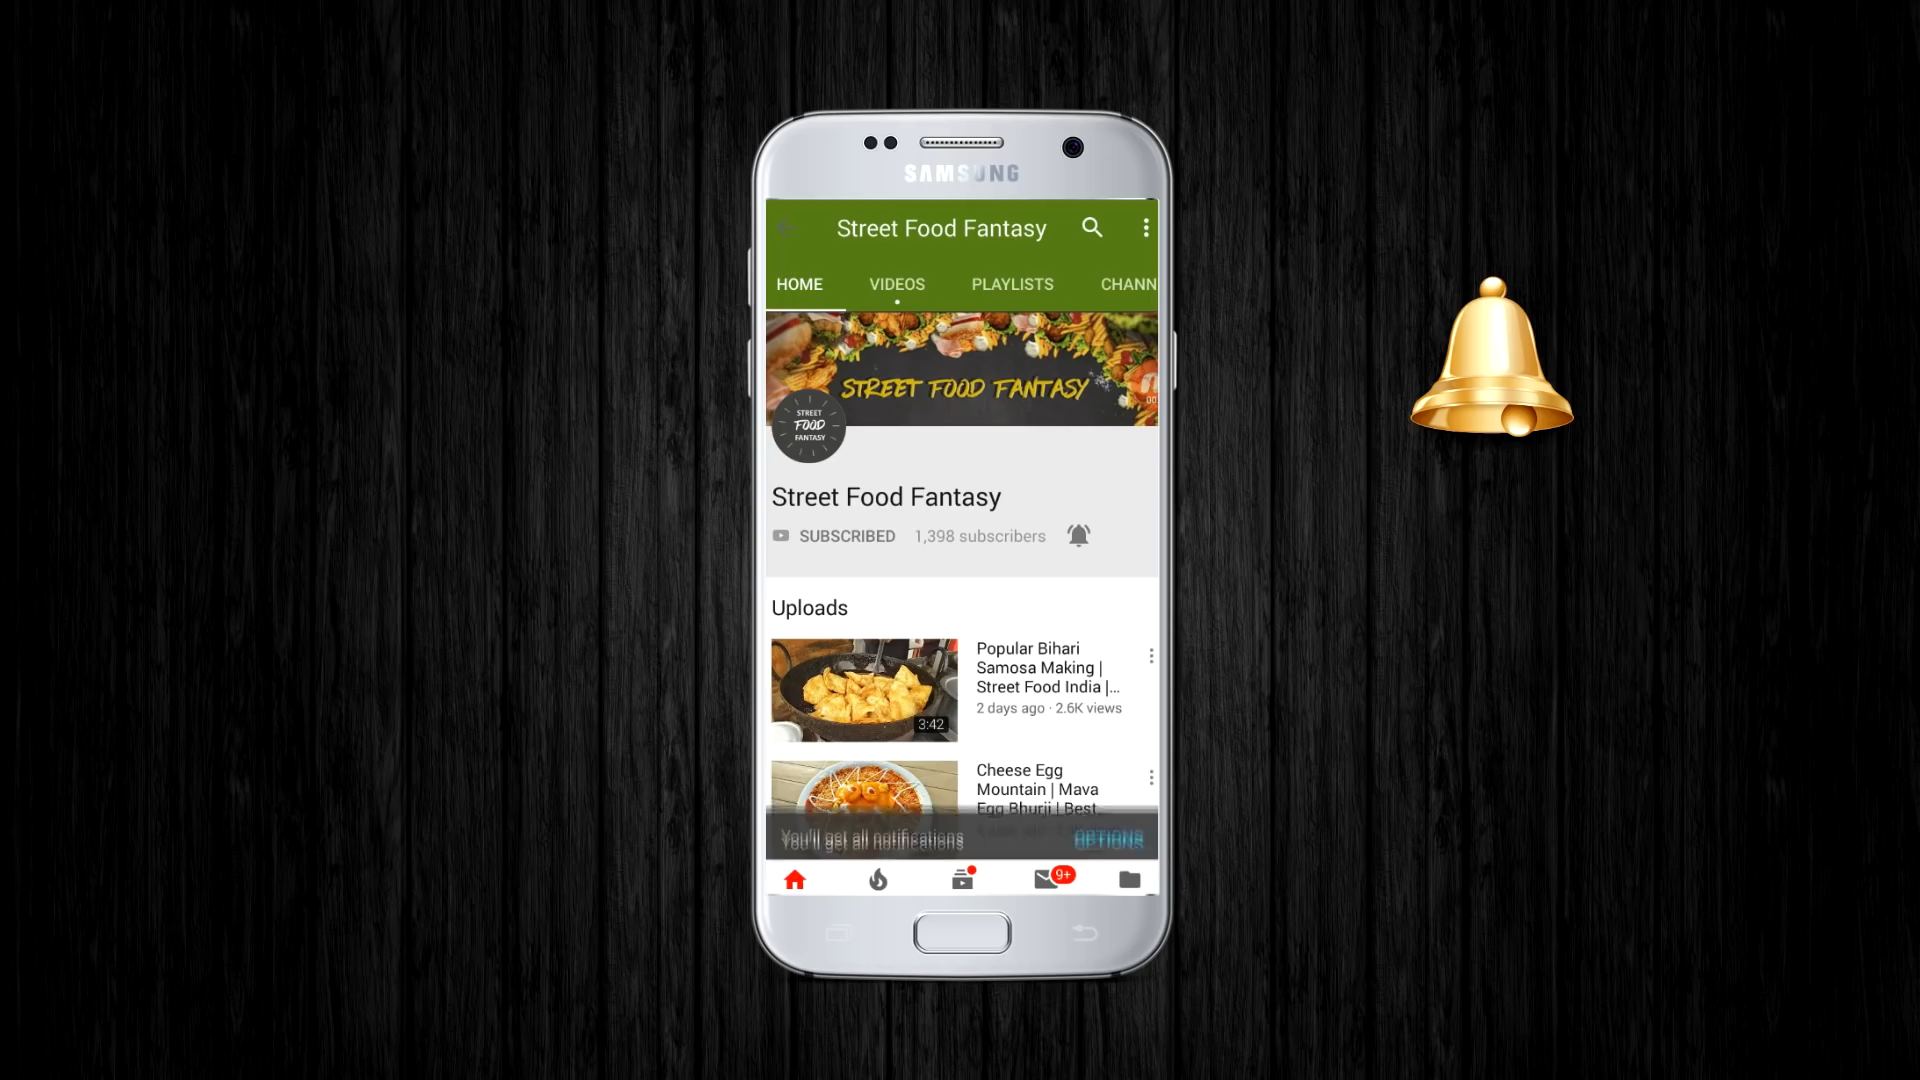 SAMSUNG
Street Food Fantasy
HOME VIDEOS PLAYLISTS CHANN
STREET FOOD FANTASY
00
STREET
FOOD
FANTASY
Street Food Fantasy
SUBSCRIBED 1,398 subscribers
Uploads
Popular Bihari
Samosa Making |
Street Food India |...
2 days ago · 2.6K views
3:42
Cheese Egg
Mountain | Mava
Egg Bhurji | Best
You'll get all notifications OPTIONS
9+